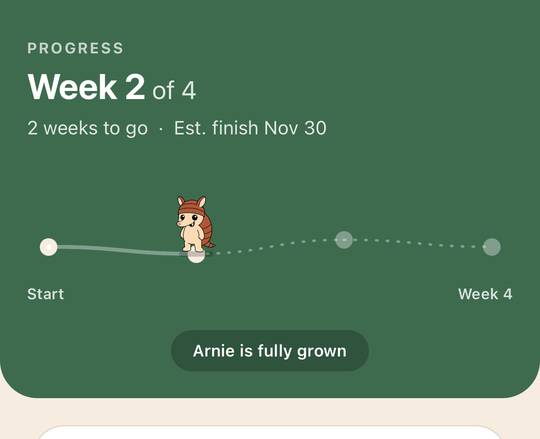 PROGRESS
Week 2 of 4
2 weeks to go · Est. finish Nov 30
Start
Week 4
Arnie is fully grown